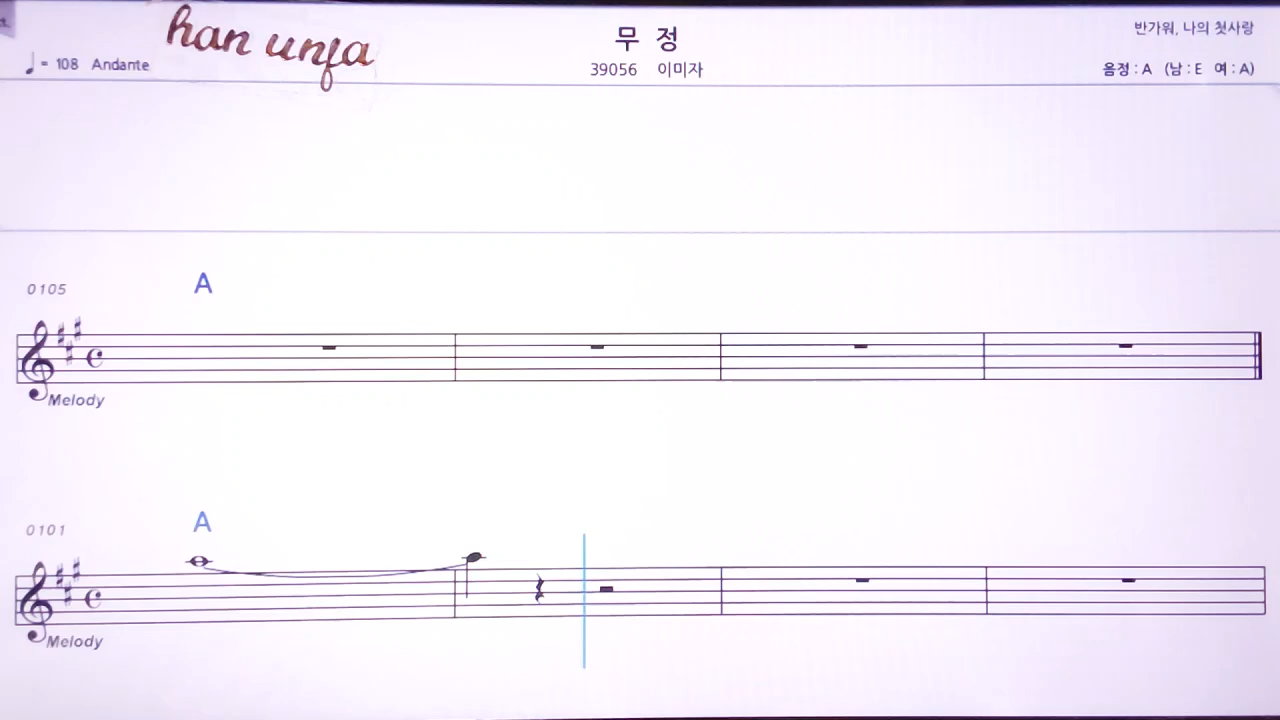 han unfa
무 정
반가워, 나의 첫사랑
♩ = 108 Andante
39056 이미자
음정 : A (남 : E 여 : A)
0105
A
Melody
0101
A
Melody